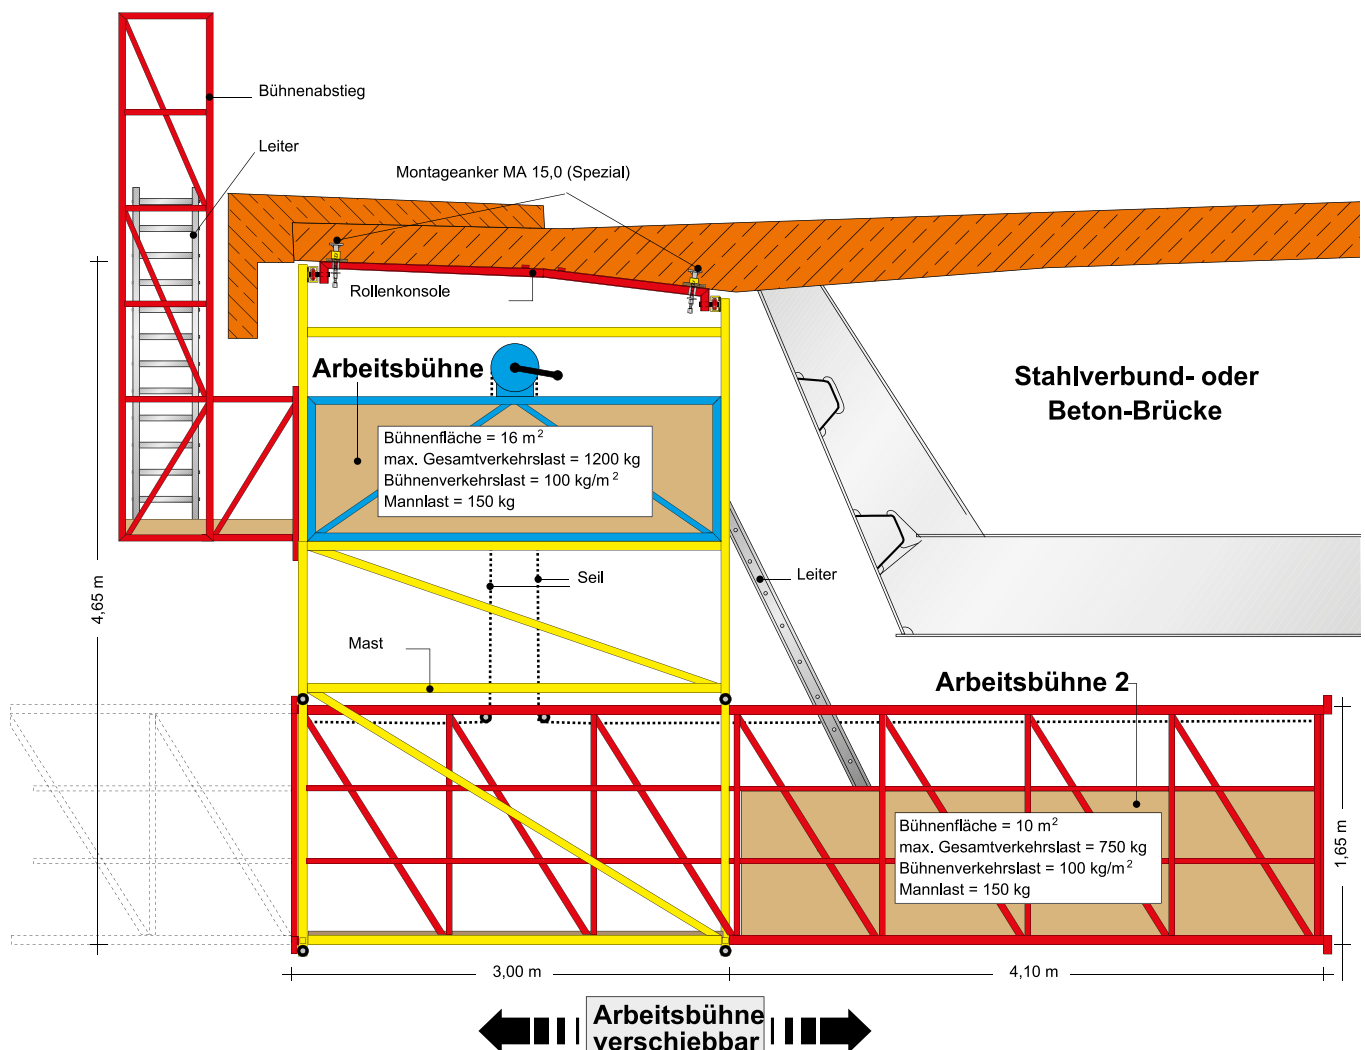 Bühnenabstieg
Leiter
Montageanker MA 15,0 (Spezial)
Rollenkonsole
Arbeitsbühne
Bühnenfläche = 16 m²
max. Gesamtverkehrslast = 1200 kg
Bühnenverkehrslast = 100 kg/m²
Mannlast = 150 kg
Stahlverbund- oder
Beton-Brücke
Seil
Leiter
4,65 m
Mast
Arbeitsbühne 2
Bühnenfläche = 10 m²
max. Gesamtverkehrslast = 750 kg
Bühnenverkehrslast = 100 kg/m²
Mannlast = 150 kg
1,65 m
3,00 m
4,10 m
Arbeitsbühne
verschiebbar